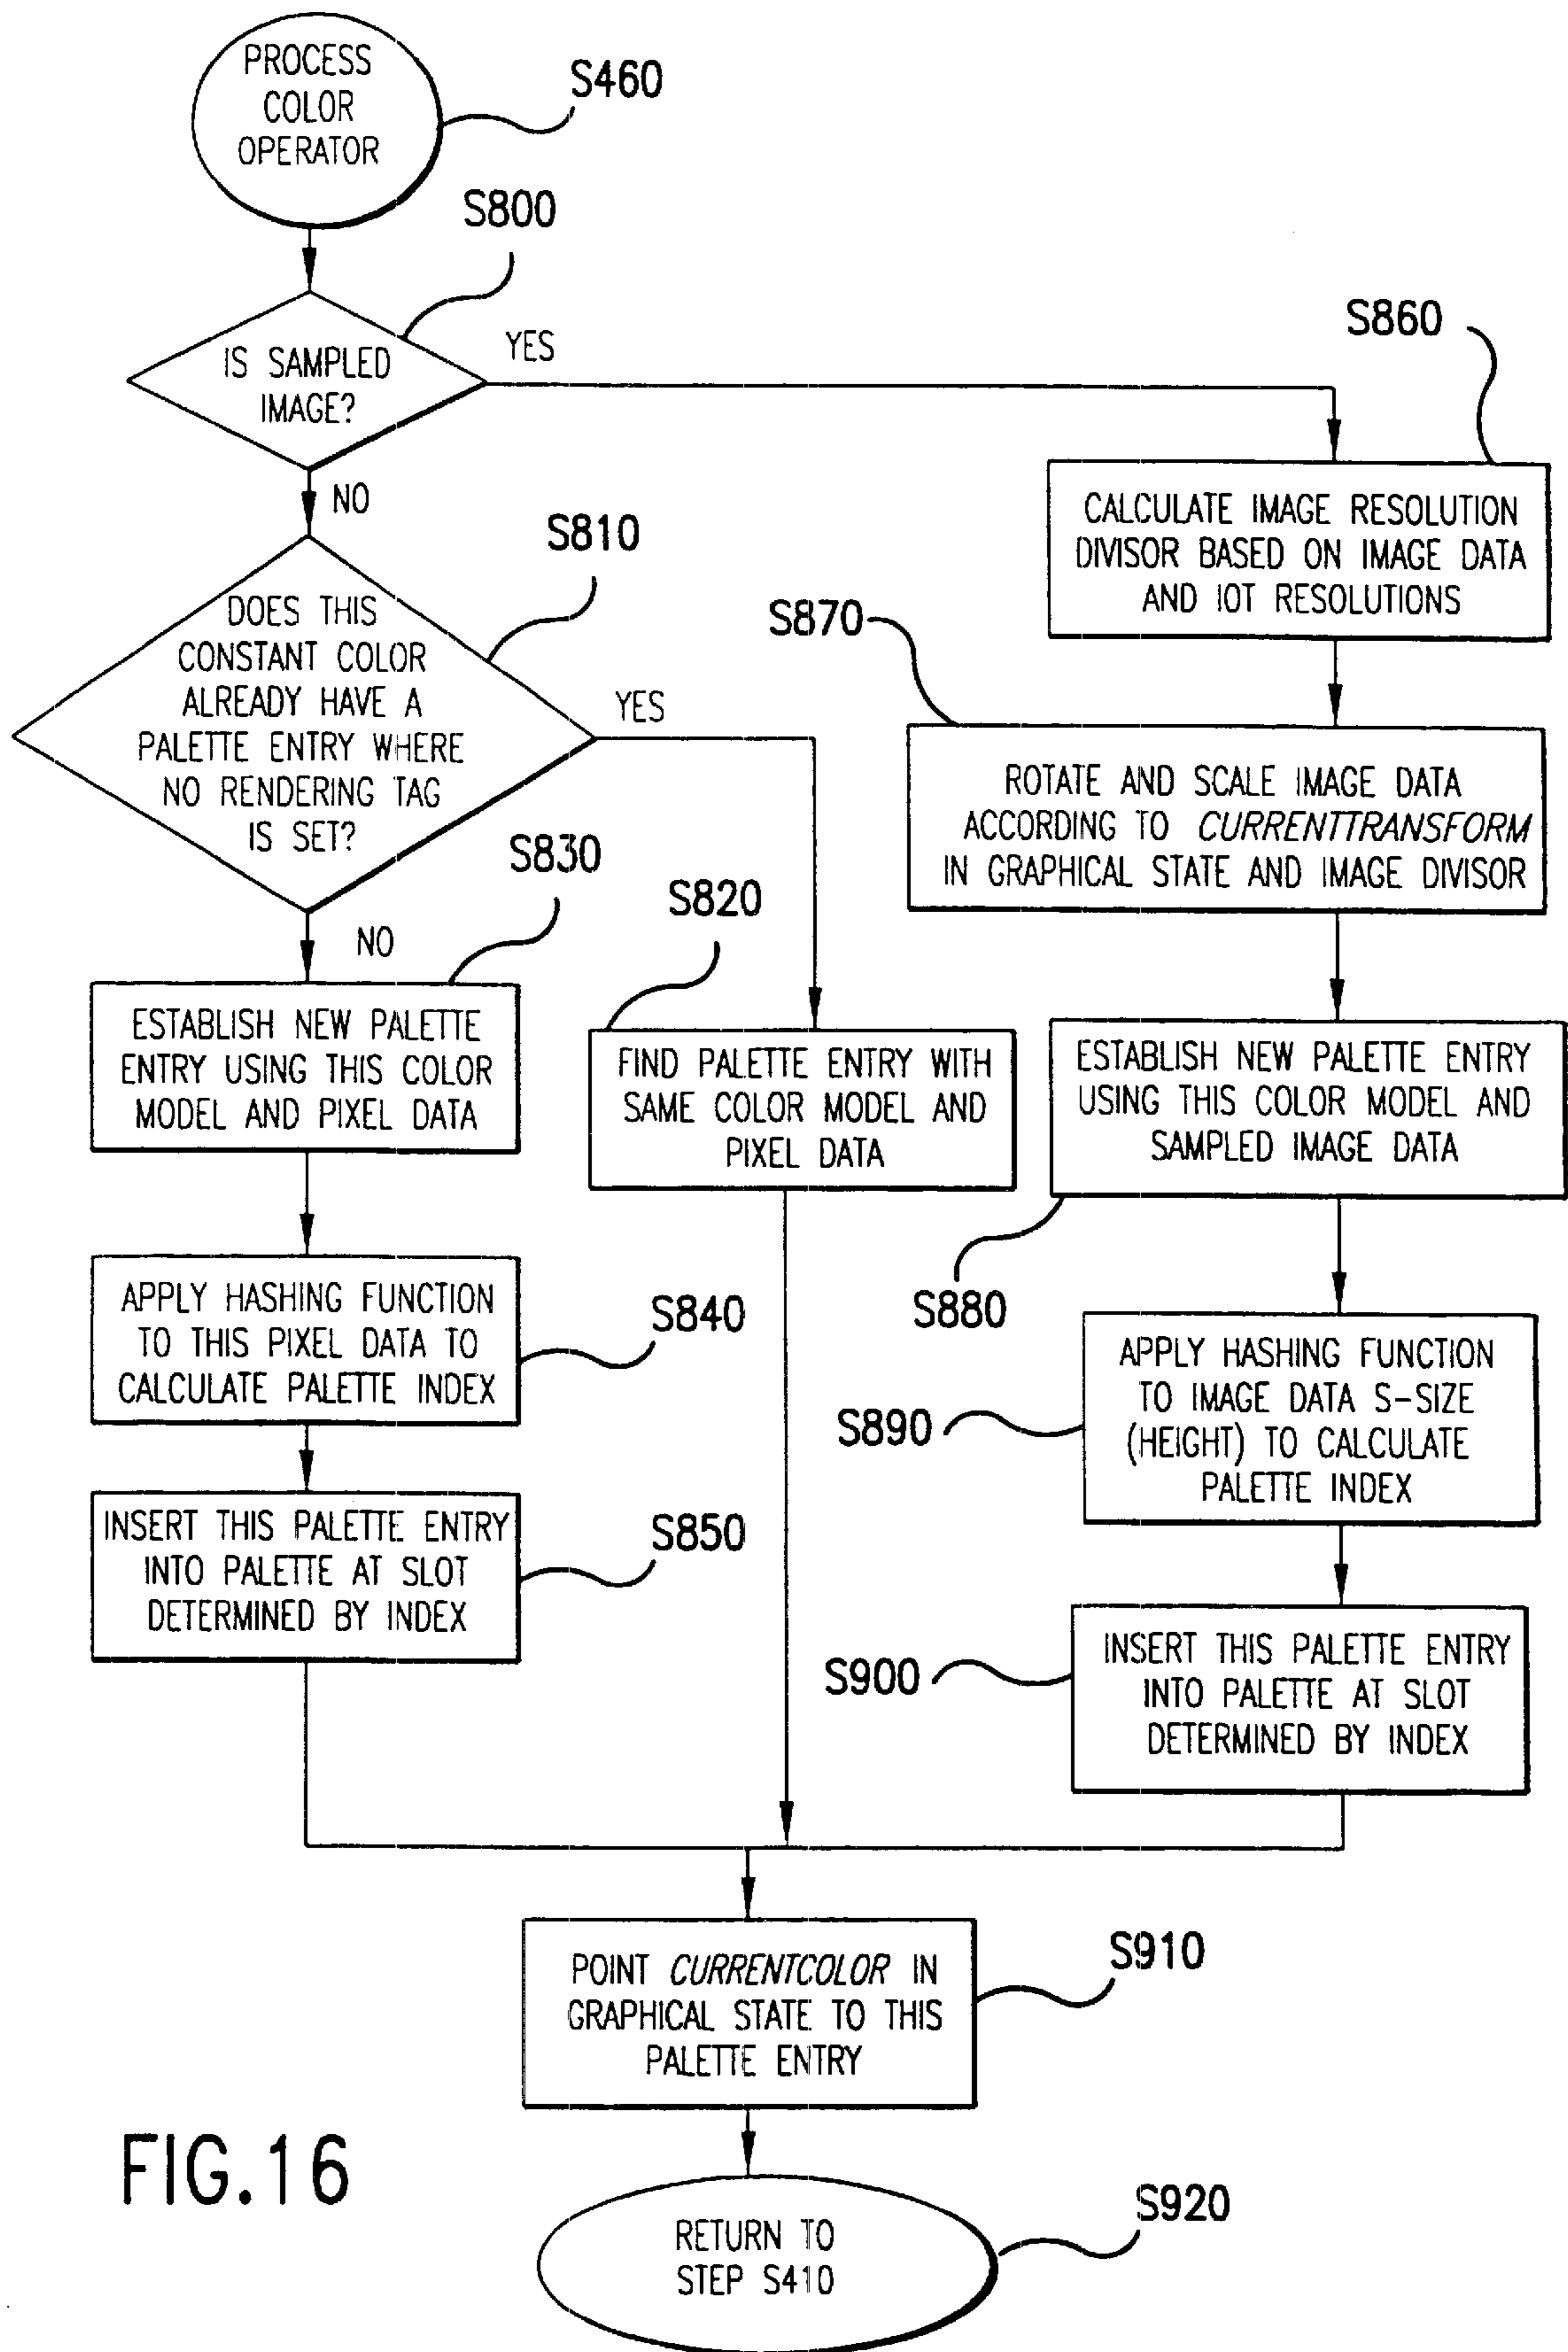 PROCESS
COLOR
OPERATOR
S460
S800
IS SAMPLED
IMAGE?
YES
NO
S810
DOES THIS
CONSTANT COLOR
ALREADY HAVE A
PALETTE ENTRY WHERE
NO RENDERING TAG
IS SET?
YES
NO
S830
ESTABLISH NEW PALETTE
ENTRY USING THIS COLOR
MODEL AND PIXEL DATA
APPLY HASHING FUNCTION
TO THIS PIXEL DATA TO
CALCULATE PALETTE INDEX
S840
INSERT THIS PALETTE ENTRY
INTO PALETTE AT SLOT
DETERMINED BY INDEX
S850
S820
FIND PALETTE ENTRY WITH
SAME COLOR MODEL AND
PIXEL DATA
S860
CALCULATE IMAGE RESOLUTION
DIVISOR BASED ON IMAGE DATA
AND IOT RESOLUTIONS
S870
ROTATE AND SCALE IMAGE DATA
ACCORDING TO CURRENTTRANSFORM
IN GRAPHICAL STATE AND IMAGE DIVISOR
ESTABLISH NEW PALETTE ENTRY
USING THIS COLOR MODEL AND
SAMPLED IMAGE DATA
S880
APPLY HASHING FUNCTION
TO IMAGE DATA S-SIZE
(HEIGHT) TO CALCULATE
PALETTE INDEX
S890
INSERT THIS PALETTE ENTRY
INTO PALETTE AT SLOT
DETERMINED BY INDEX
S900
POINT CURRENTCOLOR IN
GRAPHICAL STATE TO THIS
PALETTE ENTRY
S910
RETURN TO
STEP S410
S920
FIG.16